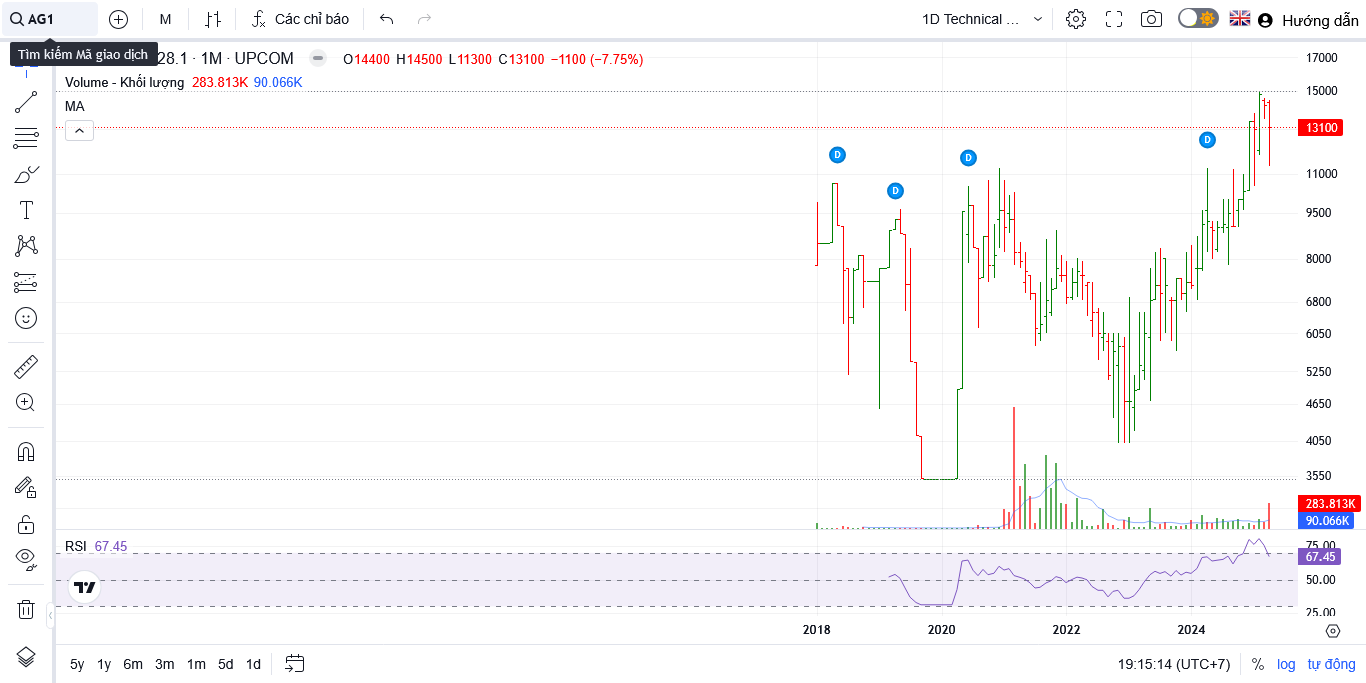 AG1
M
Các chỉ báo
1D Technical ...
Hướng dẫn
Tìm kiếm Mã giao dịch
28.1 · 1M · UPCOM
O14400 H14500 L11300 C13100 −1100 (−7.75%)
Volume - Khối lượng 283.813K 90.066K
MA
17000
15000
13100
11000
9500
8000
6800
6050
5250
4650
4050
3550
283.813K
90.066K
D
D
D
D
RSI 67.45
75.00
67.45
50.00
25.00
2018 2020 2022 2024
5y 1y 6m 3m 1m 5d 1d
19:15:14 (UTC+7) % log tự động